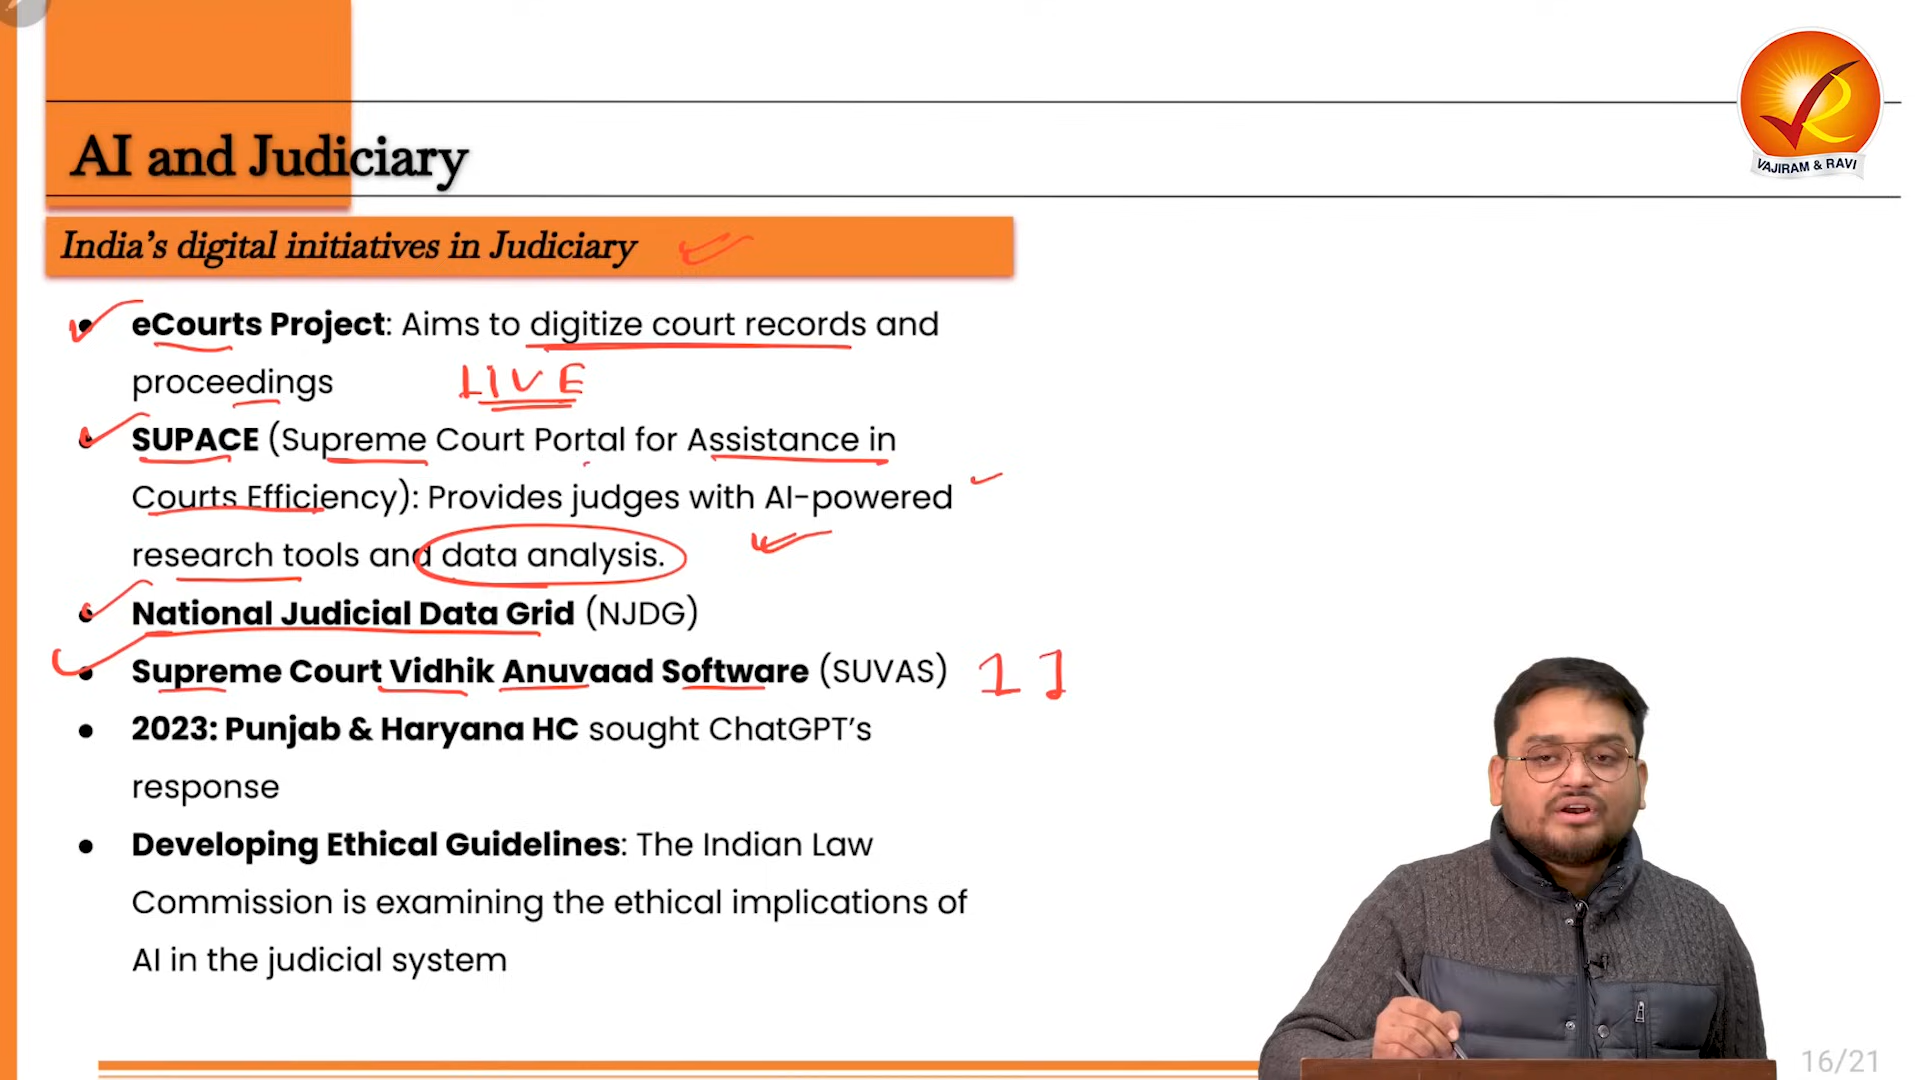 VAJIRAM & RAVI
AI and Judiciary
India's digital initiatives in Judiciary
● eCourts Project: Aims to digitize court records and
proceedings
LIVE
● SUPACE (Supreme Court Portal for Assistance in
Courts Efficiency): Provides judges with AI-powered
research tools and data analysis.
● National Judicial Data Grid (NJDG)
● Supreme Court Vidhik Anuvaad Software (SUVAS)
● 2023: Punjab & Haryana HC sought ChatGPT's
response
● Developing Ethical Guidelines: The Indian Law
Commission is examining the ethical implications of
AI in the judicial system
16/21